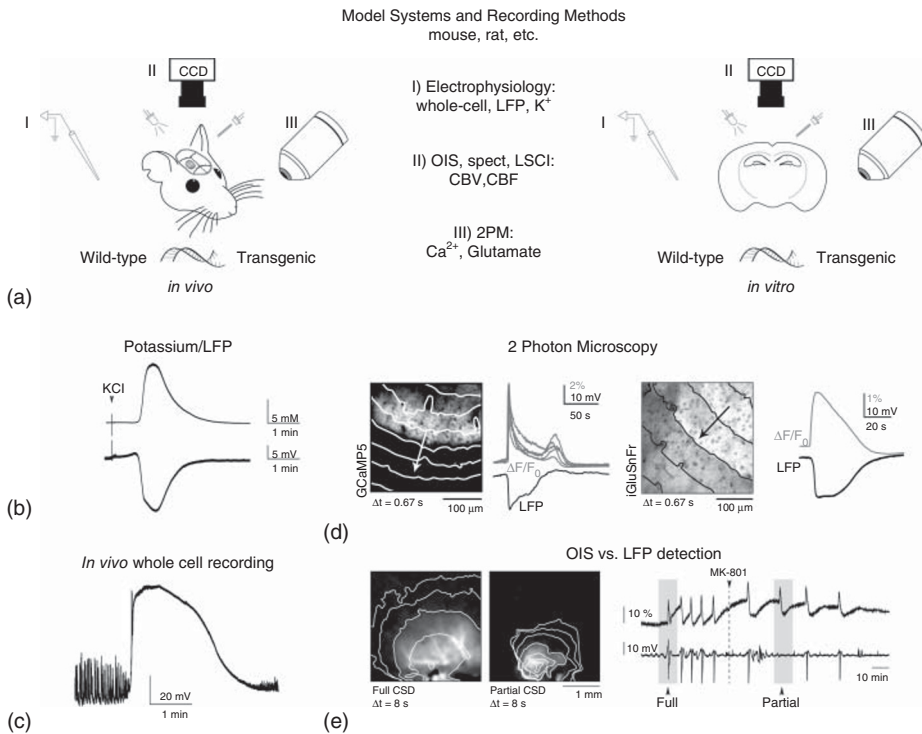 Model Systems and Recording Methods
mouse, rat, etc.
II
CCD
I
III
Wild-type
Transgenic
in vivo
I) Electrophysiology:
whole-cell, LFP, K+
II) OIS, spect, LSCI:
CBV,CBF
III) 2PM:
Ca2+, Glutamate
II
CCD
I
III
Wild-type
Transgenic
in vitro
(a)
Potassium/LFP
KCl
5 mM
1 min
5 mV
1 min
(b)
2 Photon Microscopy
GCaMP5
Δt = 0.67 s
100 μm
2%
10 mV
50 s
ΔF/F0
LFP
iGluSnFr
Δt = 0.67 s
100 μm
1%
10 mV
20 s
ΔF/F0
LFP
(d)
In vivo whole cell recording
20 mV
1 min
(c)
OIS vs. LFP detection
Full CSD
Δt = 8 s
Partial CSD
Δt = 8 s
1 mm
MK-801
10 %
10 mV
10 min
Full
Partial
(e)